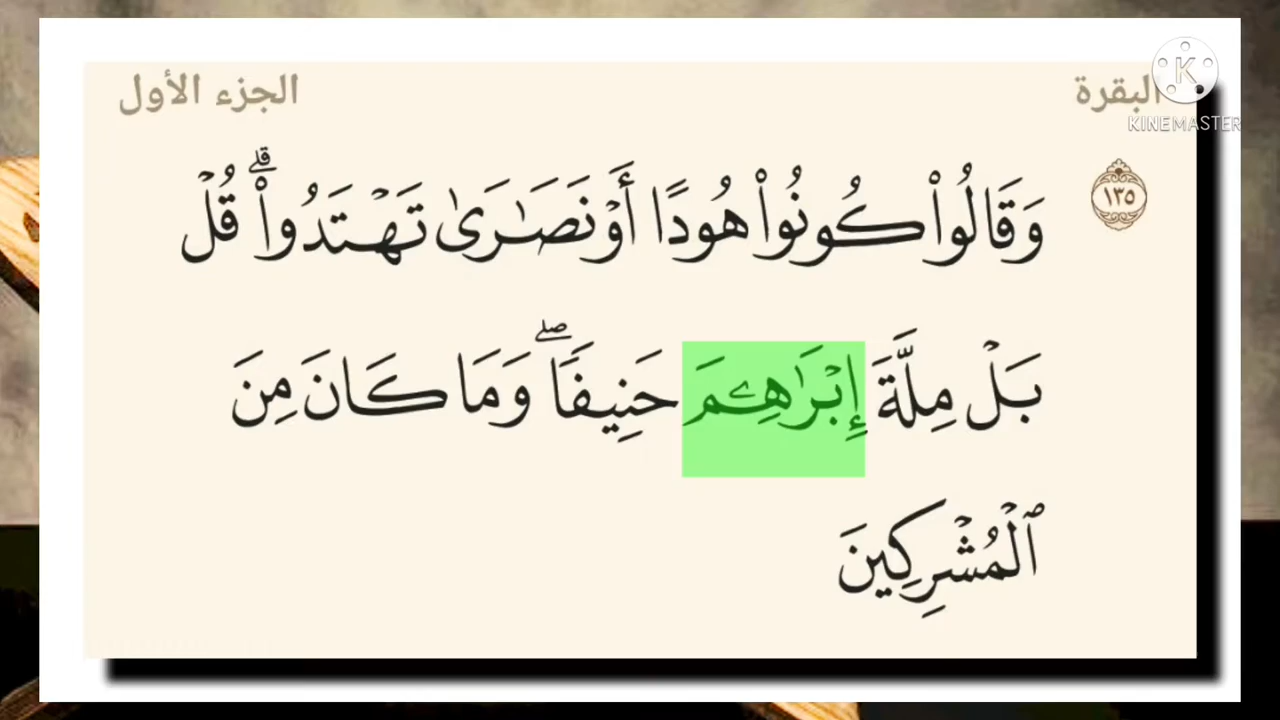 البقرة
الجزء الأول
KINEMASTER
١٣٥ وَقَالُوا۟ كُونُوا۟ هُودًا أَوْ نَصَـٰرَىٰ تَهْتَدُوا۟ ۗ قُلْ
بَلْ مِلَّةَ إِبْرَٰهِـۧمَ حَنِيفًا ۖ وَمَا كَانَ مِنَ
ٱلْمُشْرِكِينَ